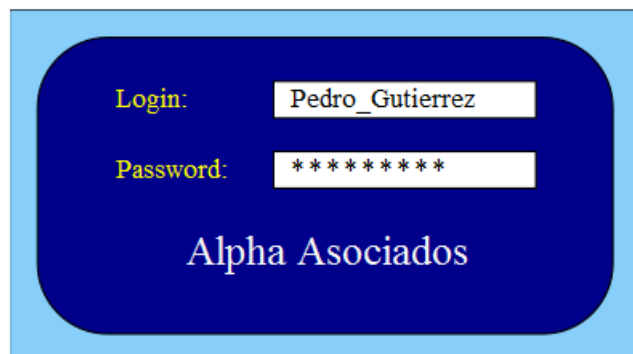 Login: Pedro_Gutierrez
Password: *********
Alpha Asociados